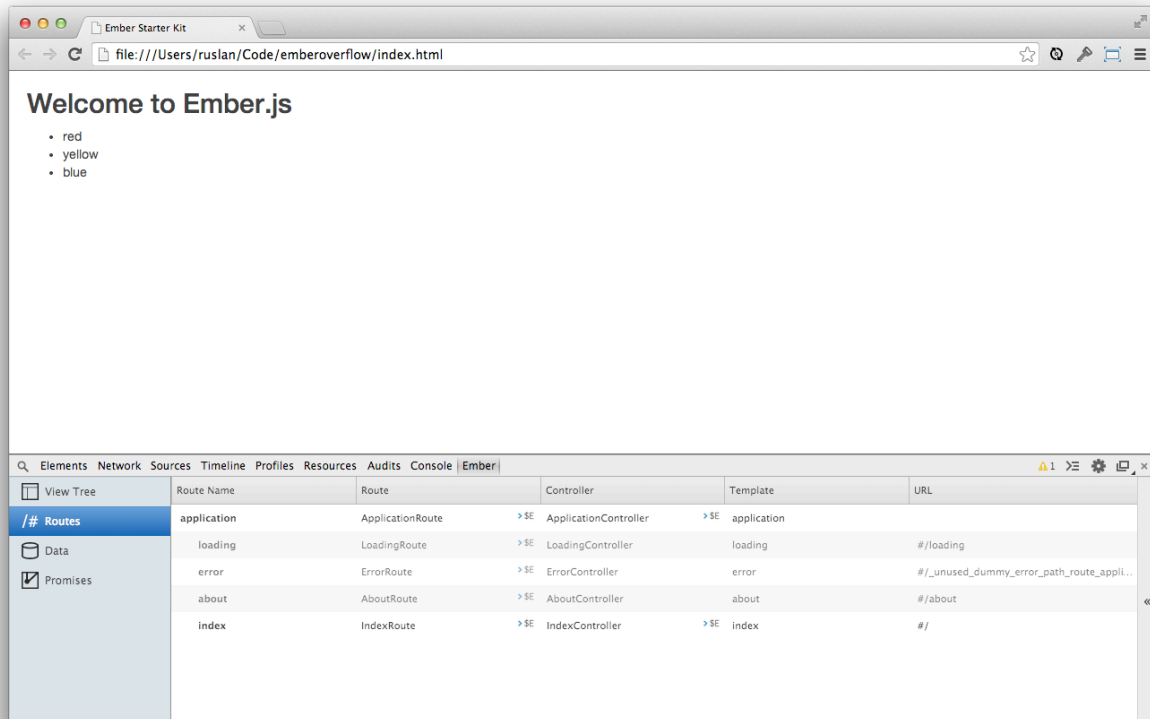 Ember Starter Kit
file:///Users/ruslan/Code/emberoverflow/index.html
Welcome to Ember.js
• red
• yellow
• blue
Elements Network Sources Timeline Profiles Resources Audits Console Ember 1
View Tree
/# Routes
Data
Promises
Route Name Route Controller Template URL
application ApplicationRoute >$E ApplicationController >$E application
loading LoadingRoute >$E LoadingController loading #/loading
error ErrorRoute >$E ErrorController error #/_unused_dummy_error_path_route_appli...
about AboutRoute >$E AboutController about #/about
index IndexRoute >$E IndexController >$E index #/
«